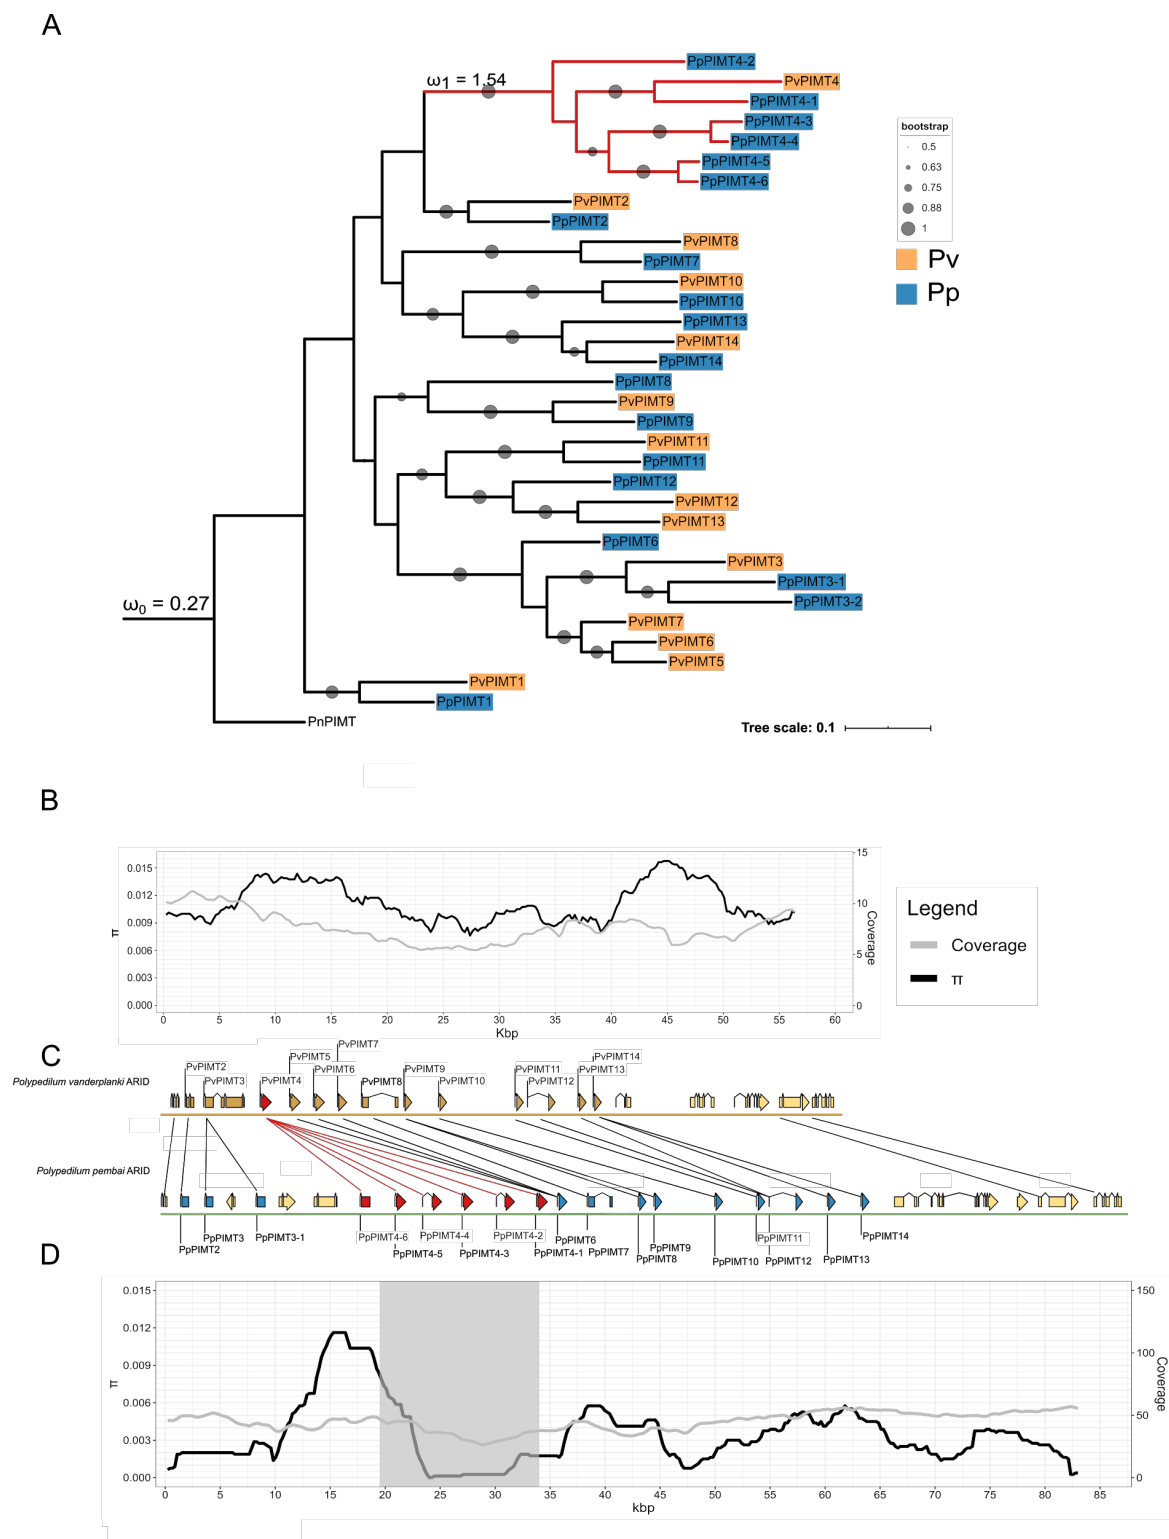 A
ω1 = 1.54
PpPIMT4-2
PvPIMT4
PpPIMT4-1
PpPIMT4-3
PpPIMT4-4
PpPIMT4-5
PpPIMT4-6
PvPIMT2
PpPIMT2
PvPIMT8
PpPIMT7
PvPIMT10
PpPIMT10
PpPIMT13
PvPIMT14
PpPIMT14
PpPIMT8
PvPIMT9
PpPIMT9
PvPIMT11
PpPIMT11
PpPIMT12
PvPIMT12
PvPIMT13
PpPIMT6
PvPIMT3
PpPIMT3-1
PpPIMT3-2
PvPIMT7
PvPIMT6
PvPIMT5
PvPIMT1
PpPIMT1
PnPIMT
ω0 = 0.27
bootstrap
0.5
0.63
0.75
0.88
1
Pv
Pp
Tree scale: 0.1
B
0.015
0.012
0.009
0.006
0.003
0.000
π
15
10
5
0
Coverage
0 5 10 15 20 25 30 35 40 45 50 55 60
Kbp
Legend
Coverage
π
C
Polypedilum vanderplanki ARID
PvPIMT2
PvPIMT3
PvPIMT4
PvPIMT5
PvPIMT6
PvPIMT7
PvPIMT8
PvPIMT9
PvPIMT10
PvPIMT11
PvPIMT12
PvPIMT13
PvPIMT14
Polypedilum pembai ARID
PpPIMT2
PpPIMT3
PpPIMT3-1
PpPIMT4-6
PpPIMT4-5
PpPIMT4-4
PpPIMT4-3
PpPIMT4-2
PpPIMT4-1
PpPIMT6
PpPIMT7
PpPIMT8
PpPIMT9
PpPIMT10
PpPIMT11
PpPIMT12
PpPIMT13
PpPIMT14
D
0.015
0.012
0.009
0.006
0.003
0.000
π
150
100
50
0
Coverage
0 5 10 15 20 25 30 35 40 45 50 55 60 65 70 75 80 85
kbp